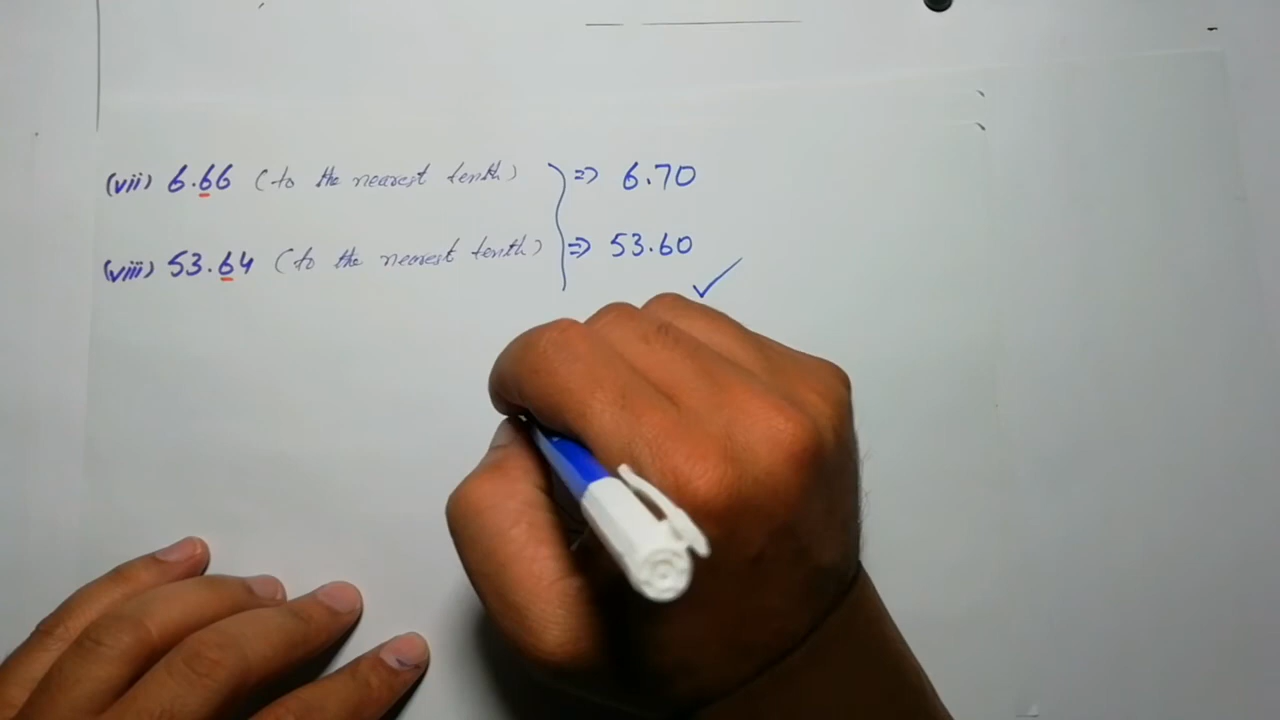 (vii) 6.66 (to the nearest tenth) => 6.70
(viii) 53.64 (to the nearest tenth) => 53.60